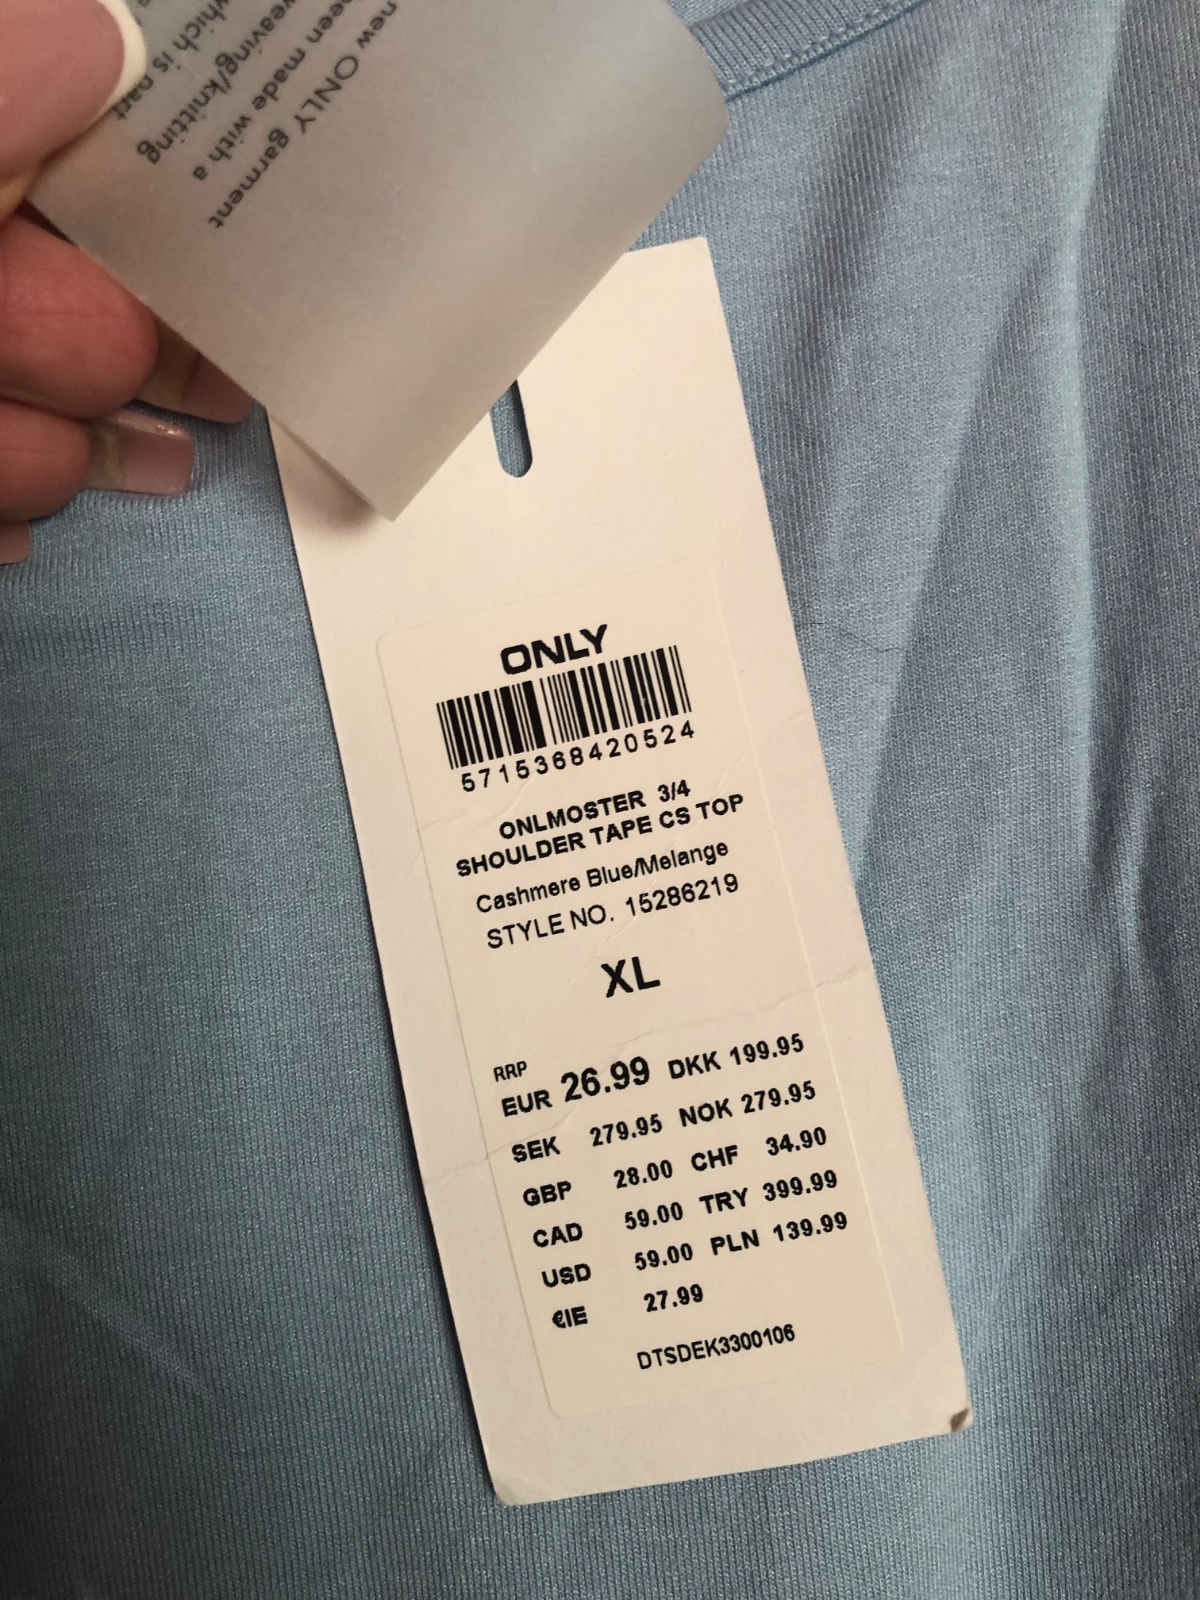 new ONLY garment
been made with a
weaving/knitting
which is part
ONLY
5715368420524
ONLMOSTER 3/4
SHOULDER TAPE CS TOP
Cashmere Blue/Melange
STYLE NO. 15286219
XL
RRP
EUR 26.99 DKK 199.95
SEK 279.95 NOK 279.95
GBP 28.00 CHF 34.90
CAD 59.00 TRY 399.99
USD 59.00 PLN 139.99
€IE 27.99
DTSDEK3300106